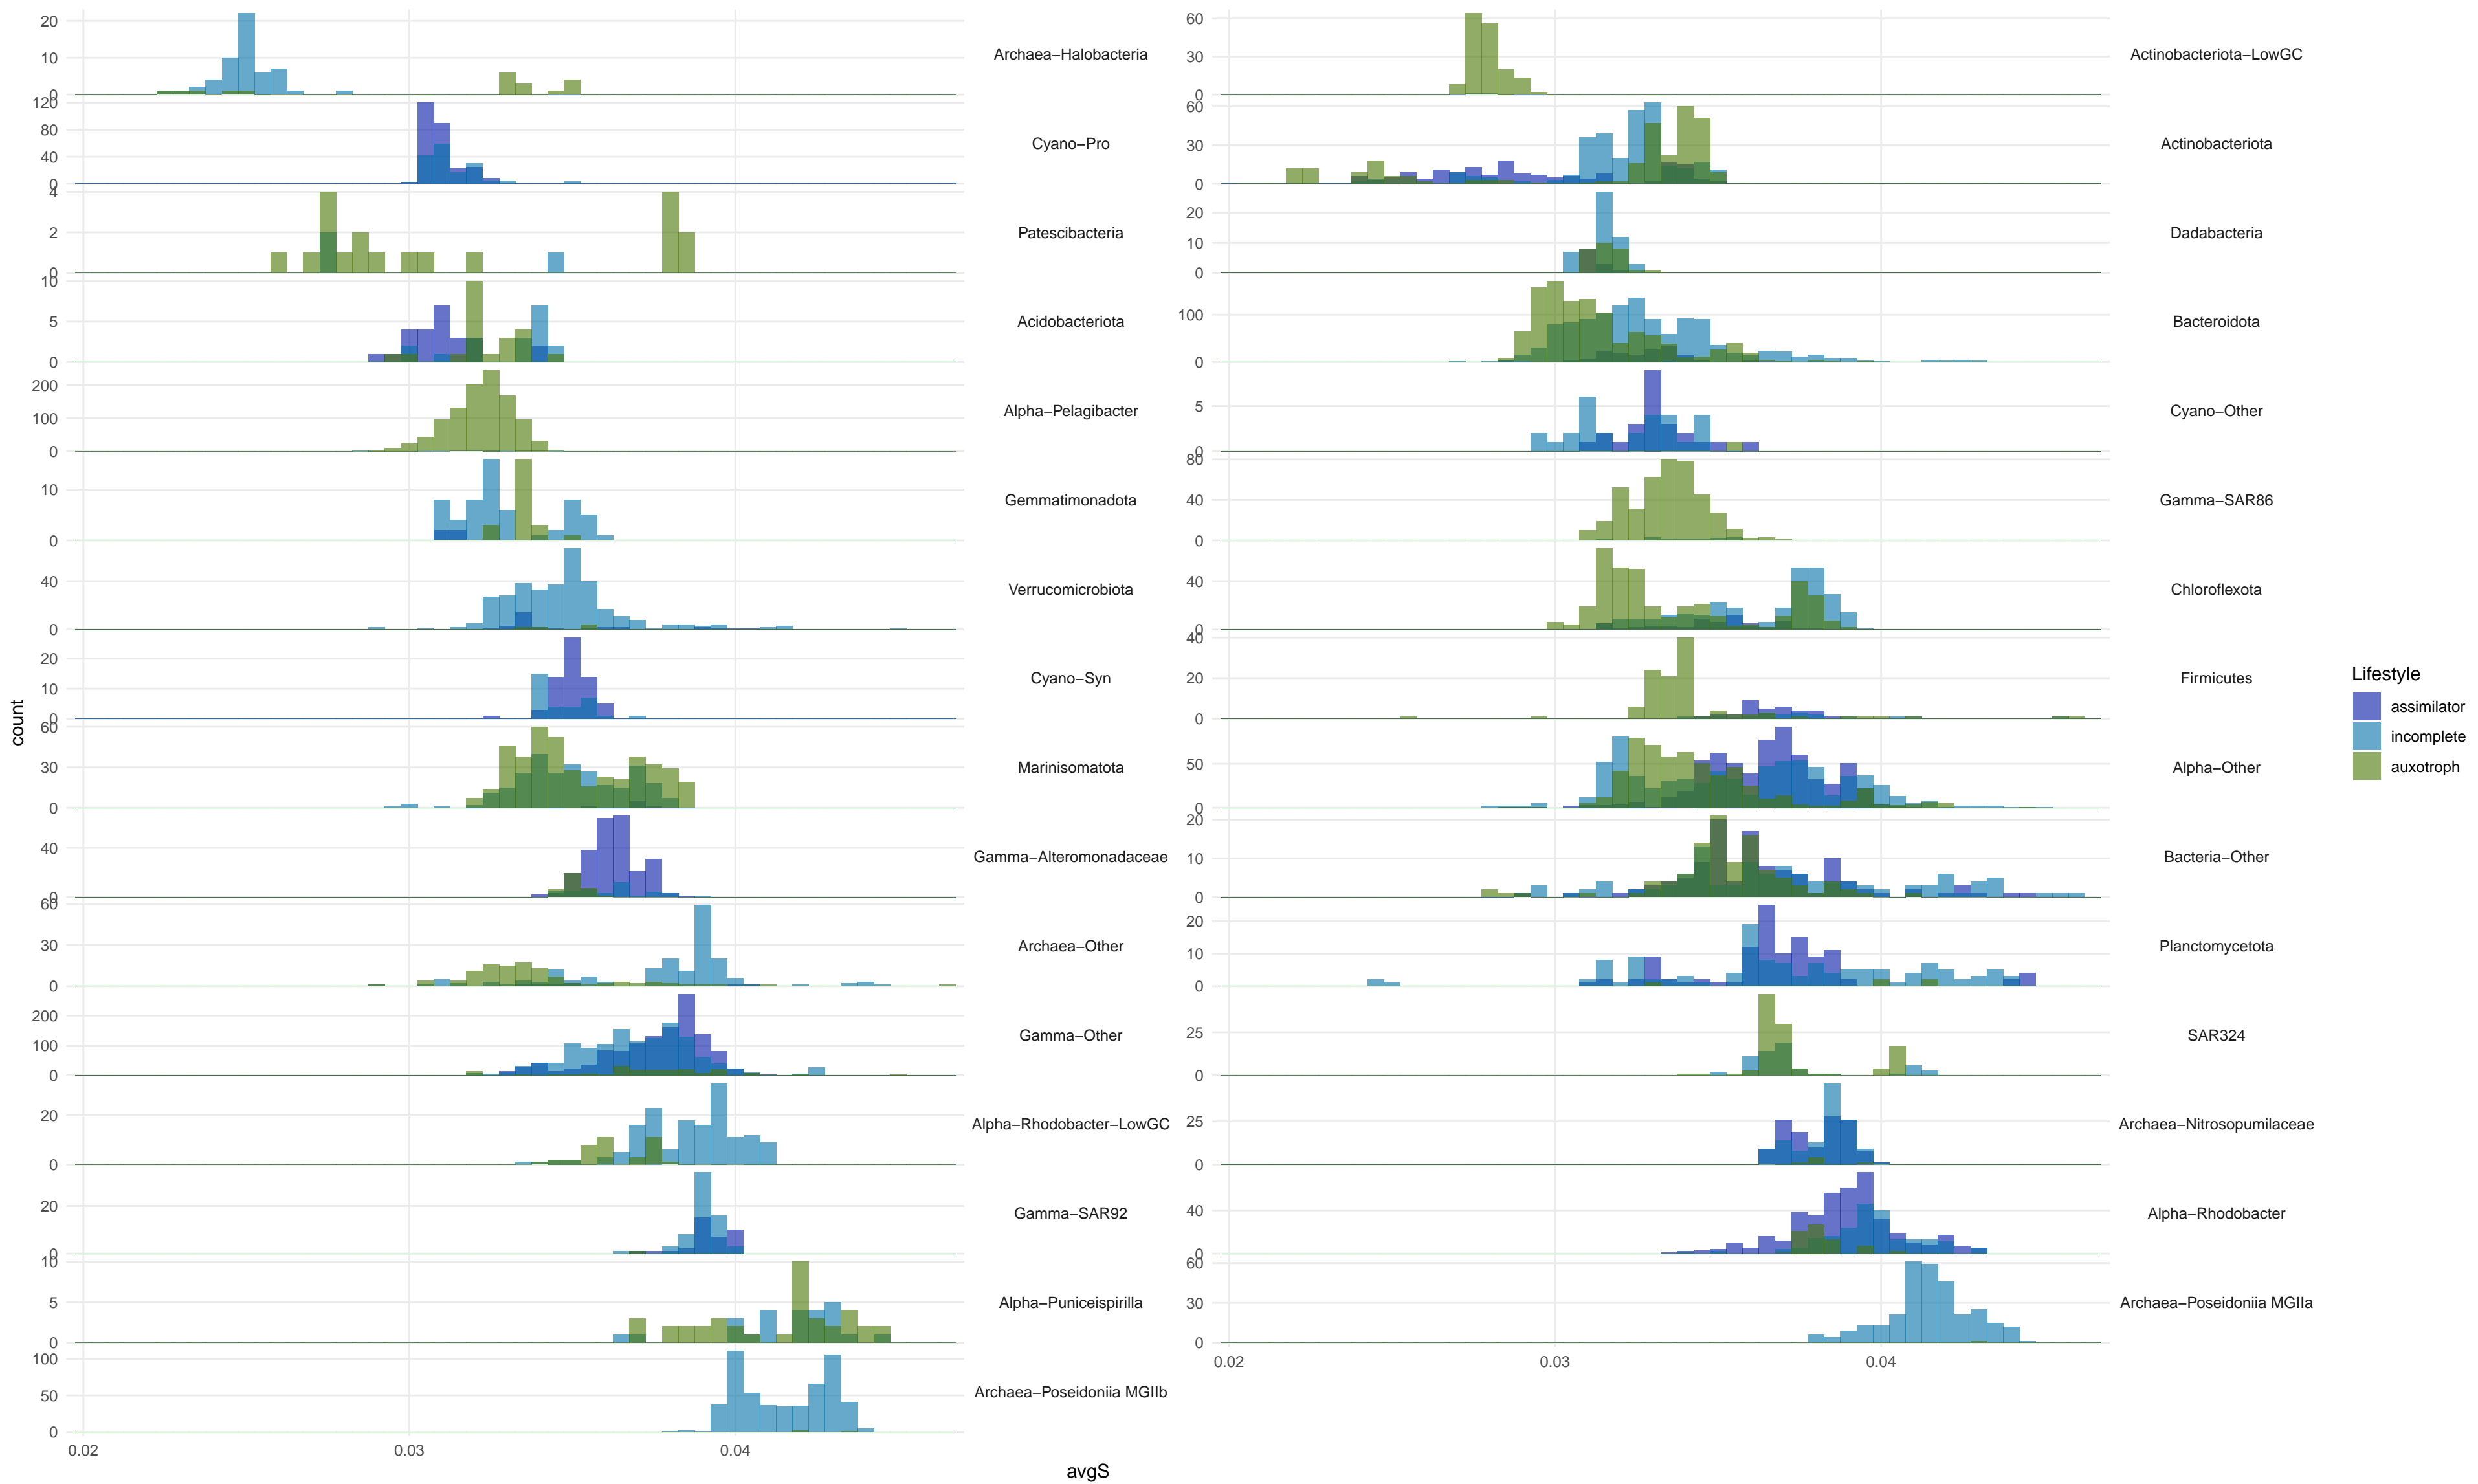 20
10
0
Archaea−Halobacteria
60
30
0
Actinobacteriota−LowGC
120
80
40
0
Cyano−Pro
60
30
0
Actinobacteriota
4
2
0
Patescibacteria
20
10
0
Dadabacteria
10
5
0
Acidobacteriota
100
0
Bacteroidota
200
100
0
Alpha−Pelagibacter
5
0
Cyano−Other
10
0
Gemmatimonadota
80
40
0
Gamma−SAR86
40
0
Verrucomicrobiota
40
0
Chloroflexota
20
10
0
Cyano−Syn
40
20
0
Firmicutes
60
30
0
Marinisomatota
50
0
Alpha−Other
40
0
Gamma−Alteromonadaceae
20
10
0
Bacteria−Other
60
30
0
Archaea−Other
20
10
0
Planctomycetota
200
100
0
Gamma−Other
25
0
SAR324
20
0
Alpha−Rhodobacter−LowGC
25
0
Archaea−Nitrosopumilaceae
20
0
Gamma−SAR92
40
0
Alpha−Rhodobacter
10
5
0
Alpha−Puniceispirilla
60
30
0
Archaea−Poseidoniia MGIIa
100
50
0
Archaea−Poseidoniia MGIIb
0.02 0.03 0.04
0.02 0.03 0.04
count
avgS
Lifestyle
assimilator
incomplete
auxotroph